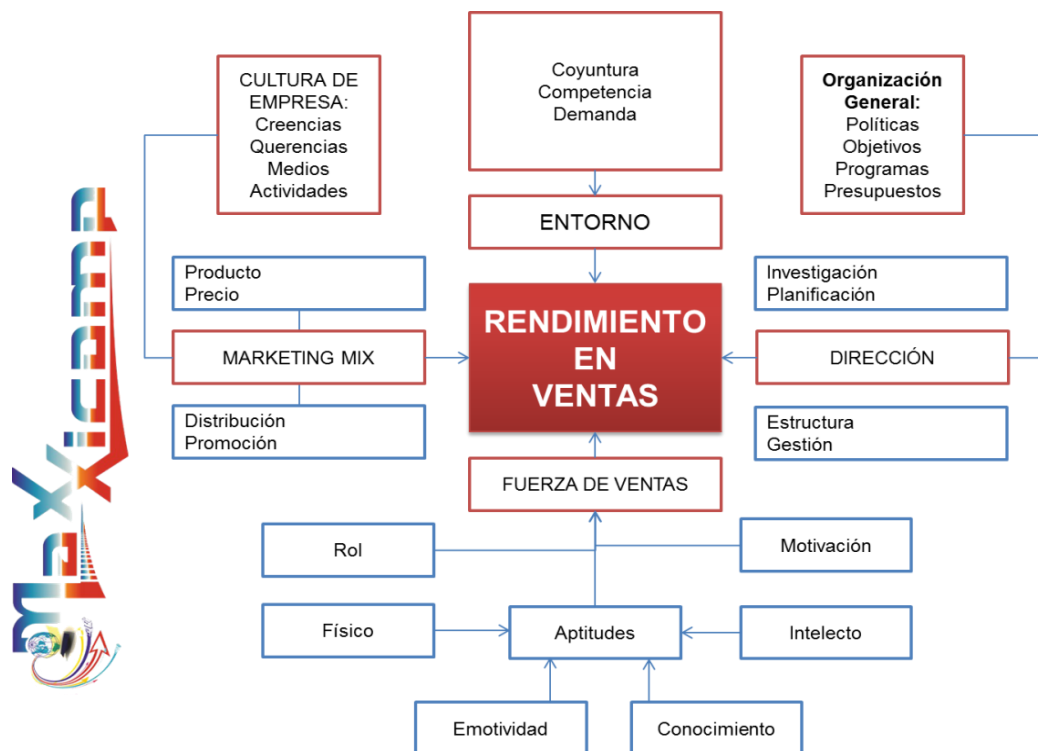 CULTURA DE
EMPRESA:
Creencias
Querencias
Medios
Actividades
Coyuntura
Competencia
Demanda
Organización
General:
Políticas
Objetivos
Programas
Presupuestos
ENTORNO
Producto
Precio
Investigación
Planificación
RENDIMIENTO
EN
VENTAS
MARKETING MIX
DIRECCIÓN
Distribución
Promoción
Estructura
Gestión
FUERZA DE VENTAS
Rol
Motivación
Físico
Aptitudes
Intelecto
Emotividad
Conocimiento
MaXXicamp